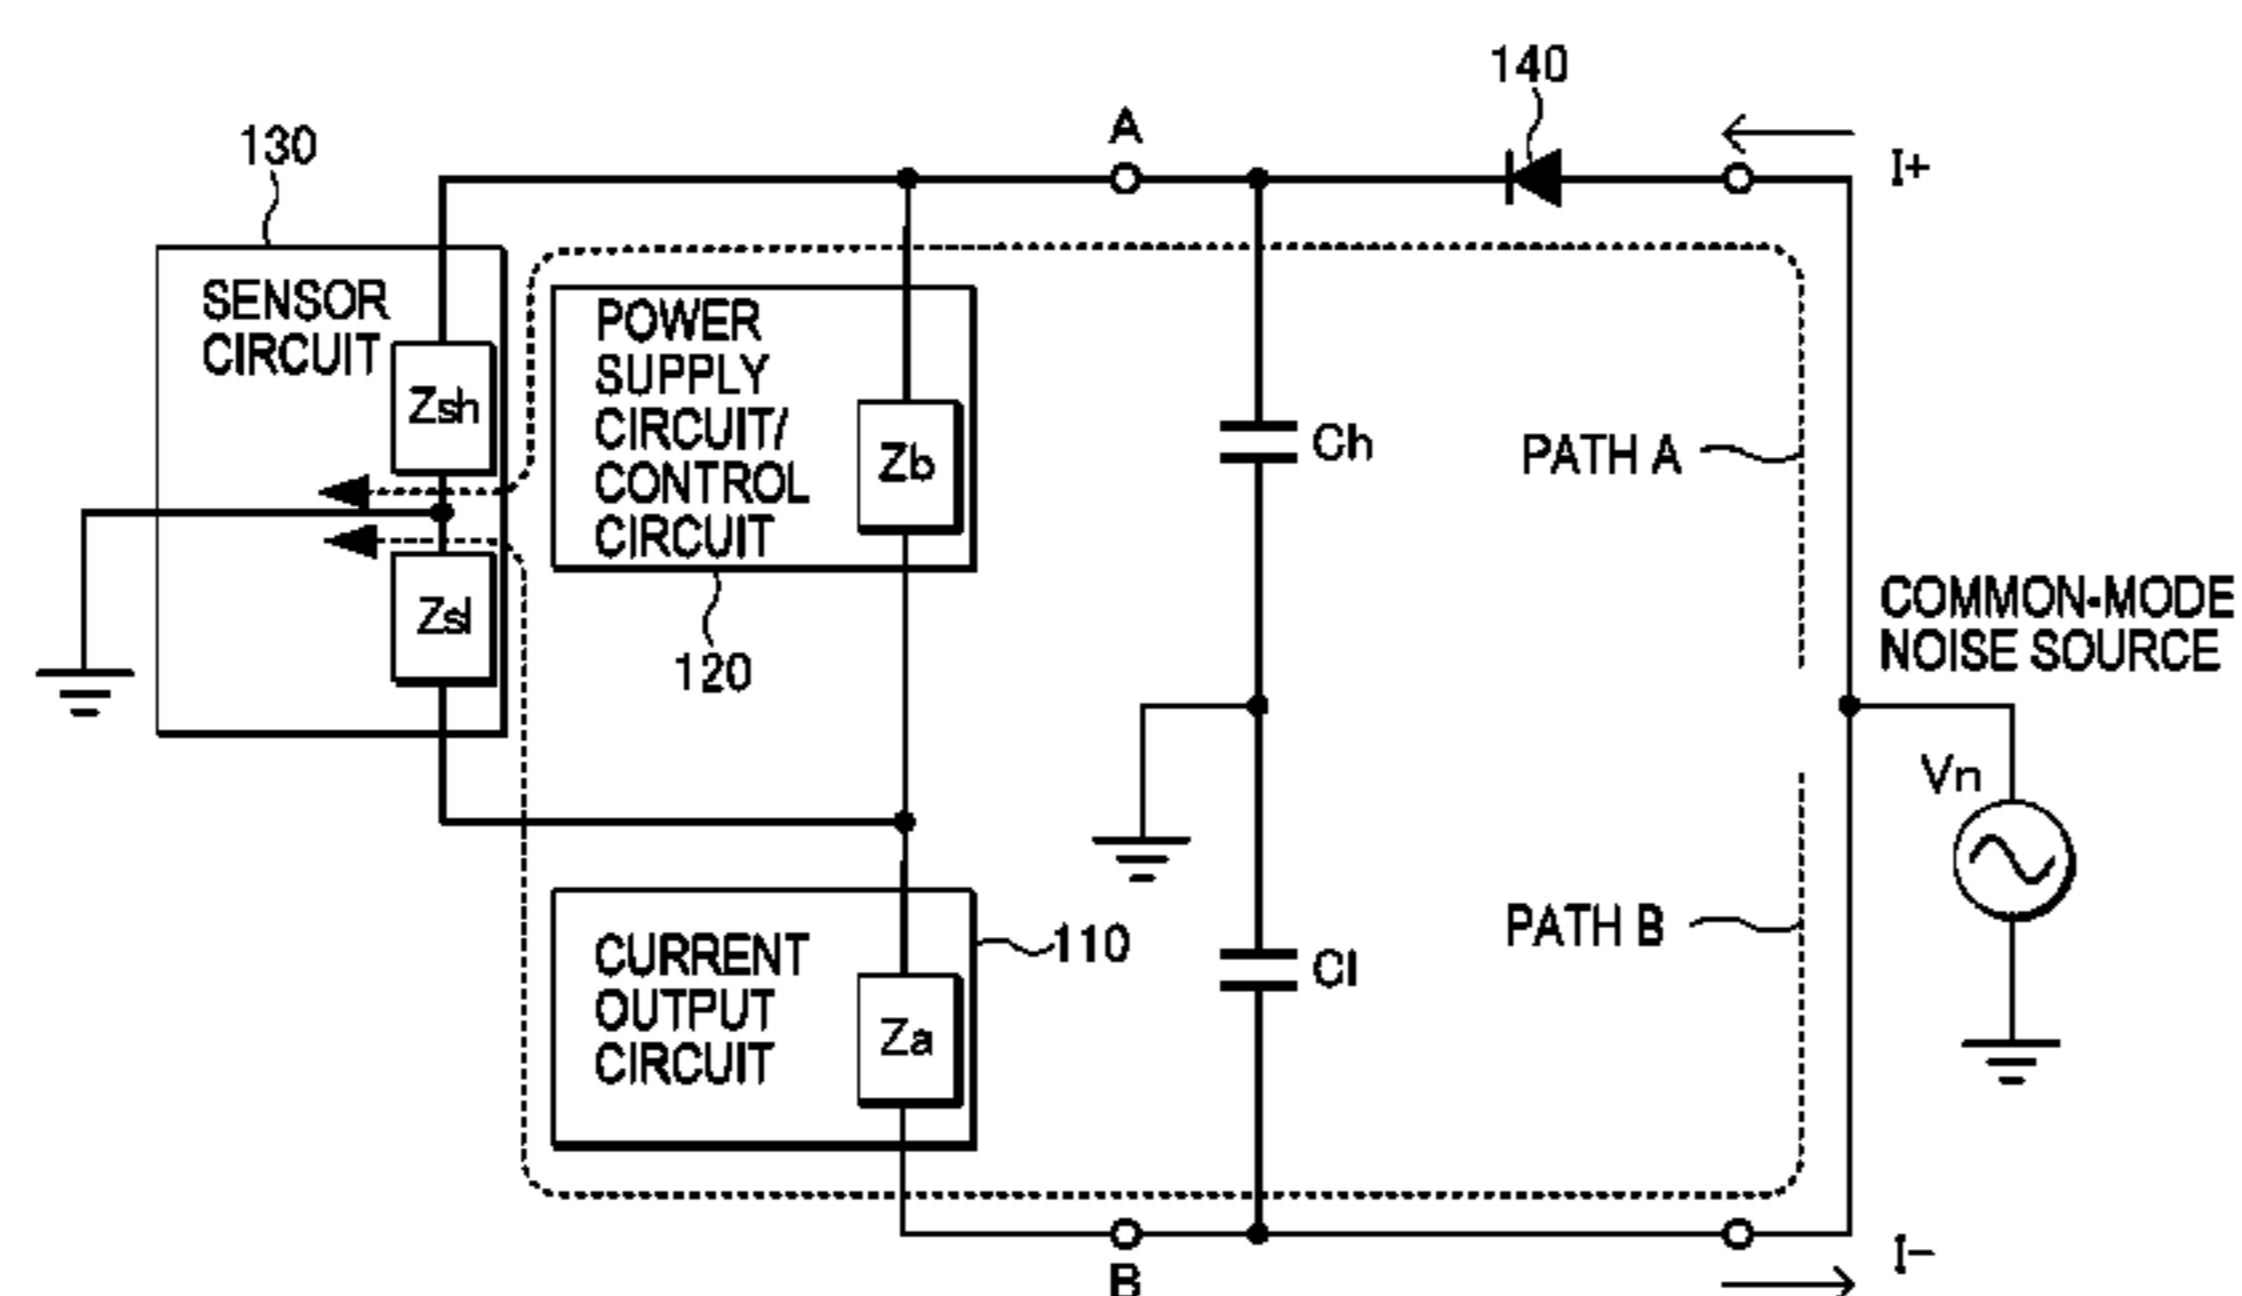 140
A
I+
130
SENSOR
CIRCUIT
Zsh
Zsl
POWER
SUPPLY
CIRCUIT/
CONTROL
CIRCUIT
Zb
120
Ch
PATH A
COMMON-MODE
NOISE SOURCE
Vn
CURRENT
OUTPUT
CIRCUIT
Za
110
Cl
PATH B
B
I-